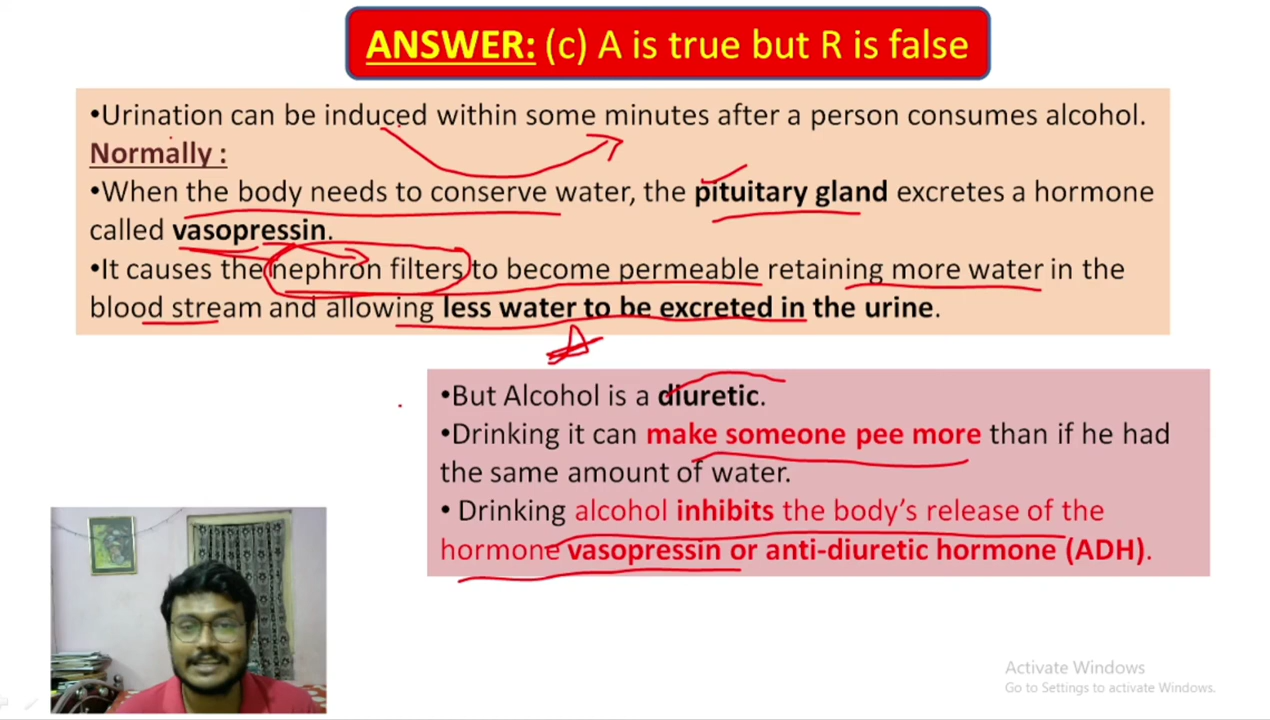 ANSWER: (c) A is true but R is false
•Urination can be induced within some minutes after a person consumes alcohol.
Normally :
•When the body needs to conserve water, the pituitary gland excretes a hormone
called vasopressin.
•It causes the nephron filters to become permeable retaining more water in the
blood stream and allowing less water to be excreted in the urine.
•But Alcohol is a diuretic.
•Drinking it can make someone pee more than if he had
the same amount of water.
• Drinking alcohol inhibits the body's release of the
hormone vasopressin or anti-diuretic hormone (ADH).
Activate Windows
Go to Settings to activate Windows.